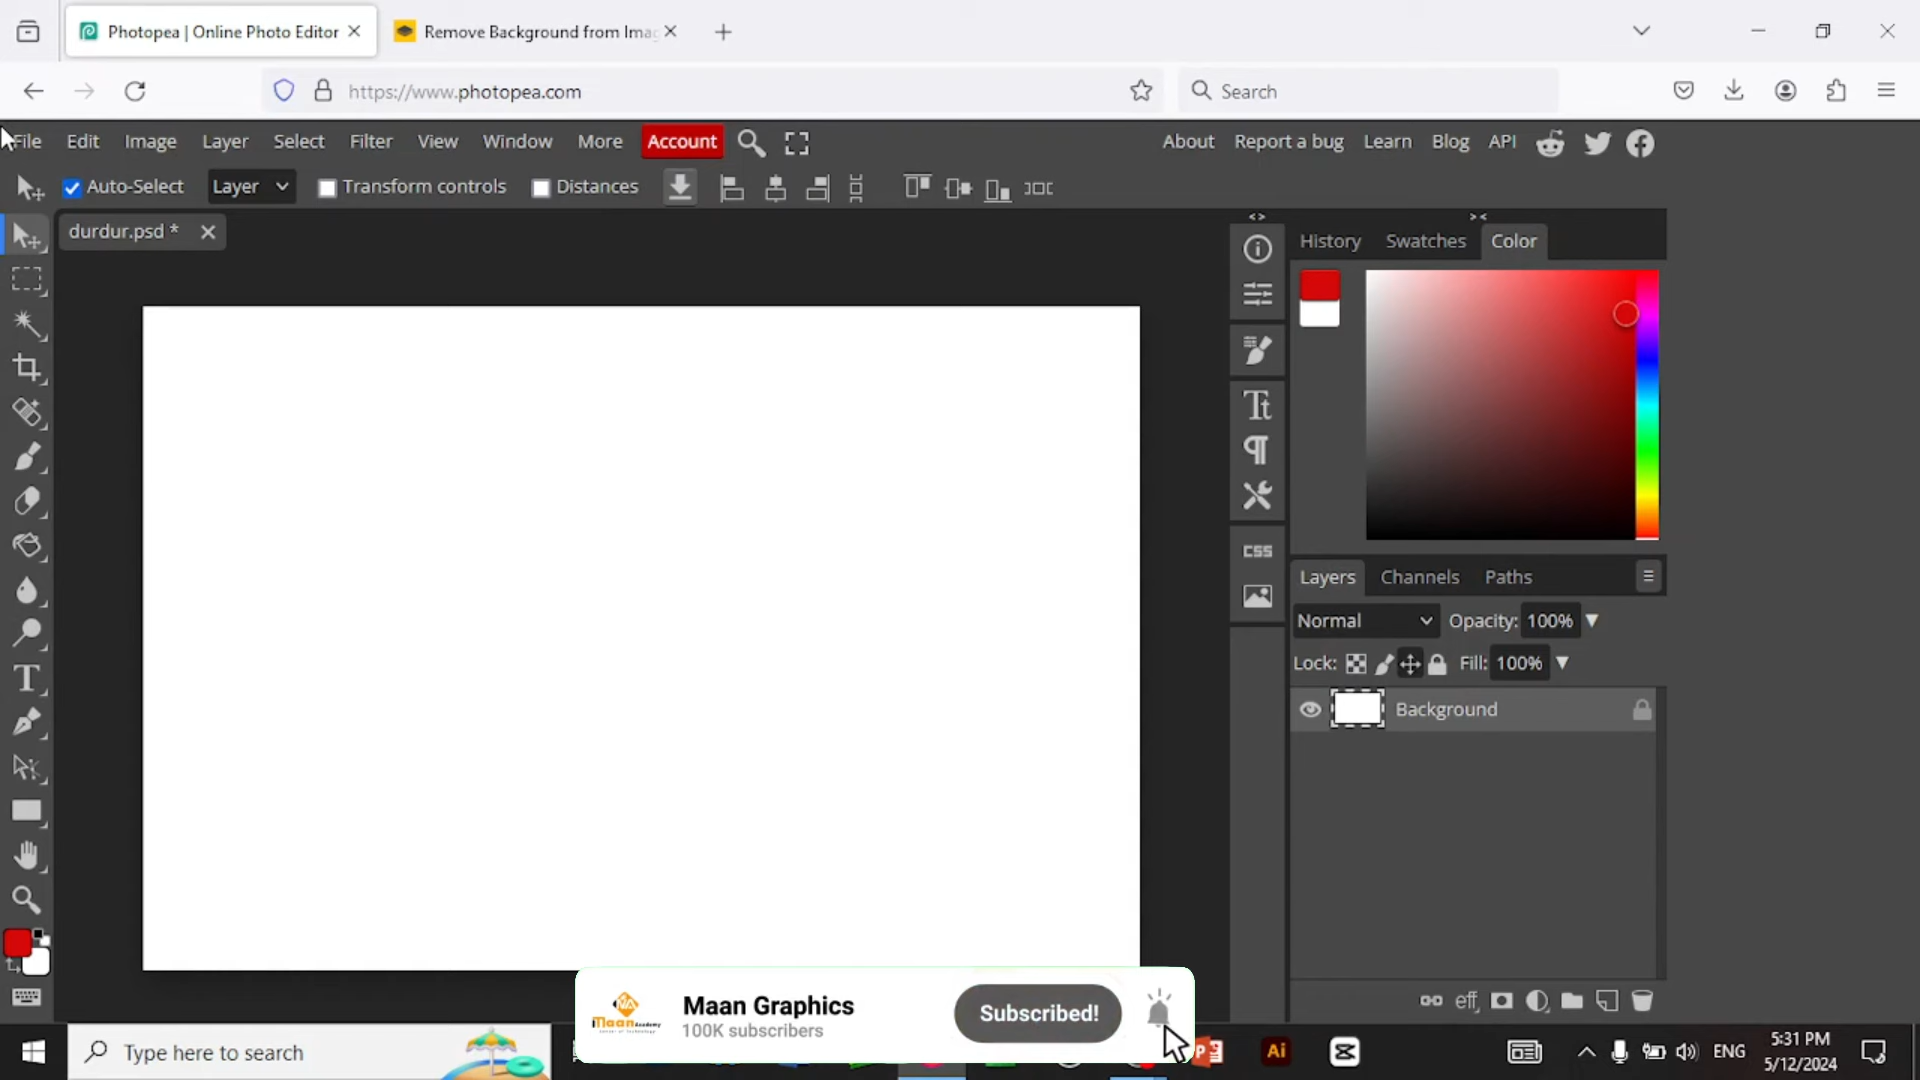 Photopea | Online Photo Editor
Remove Background from Imag
https://www.photopea.com
Search
File Edit Image Layer Select Filter View Window More Account
About Report a bug Learn Blog API
Auto-Select Layer Transform controls Distances
durdur.psd *
History Swatches Color
CSS
Layers Channels Paths
Normal Opacity: 100%
Lock: Fill: 100%
Background
eff
Maan Graphics
100K subscribers
Subscribed!
Type here to search
Ai
ENG
5:31 PM
5/12/2024